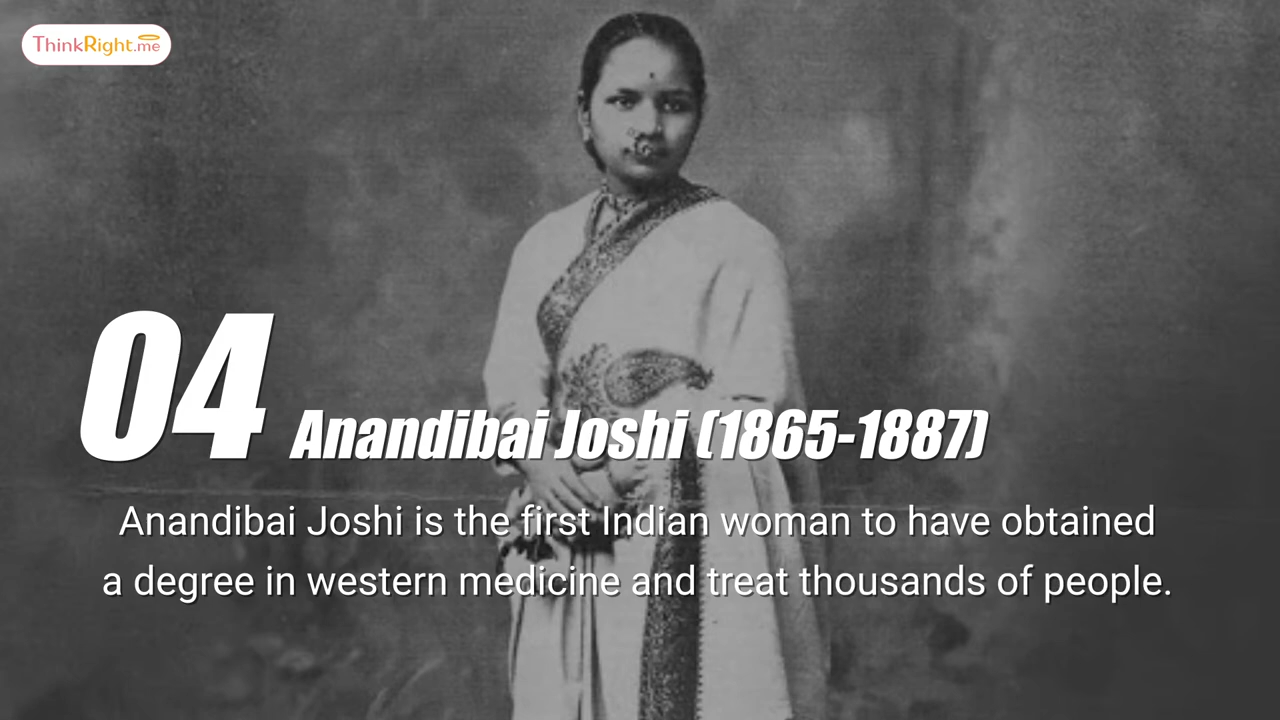 ThinkRight.me
04 Anandibai Joshi (1865-1887)
Anandibai Joshi is the first Indian woman to have obtained
a degree in western medicine and treat thousands of people.